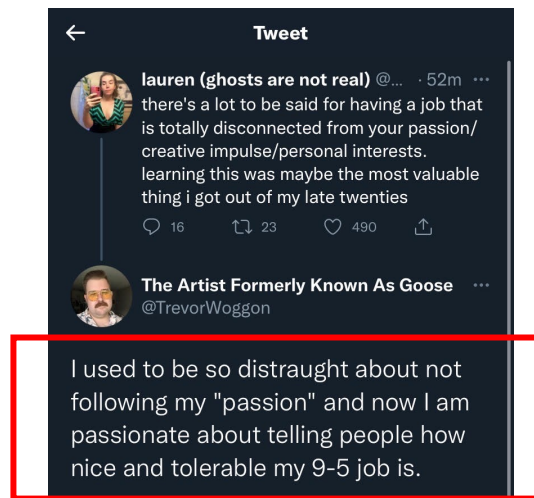 Tweet
lauren (ghosts are not real) @... · 52m
there's a lot to be said for having a job that
is totally disconnected from your passion/
creative impulse/personal interests.
learning this was maybe the most valuable
thing i got out of my late twenties
16 23 490
The Artist Formerly Known As Goose
@TrevorWoggon
I used to be so distraught about not
following my "passion" and now I am
passionate about telling people how
nice and tolerable my 9-5 job is.